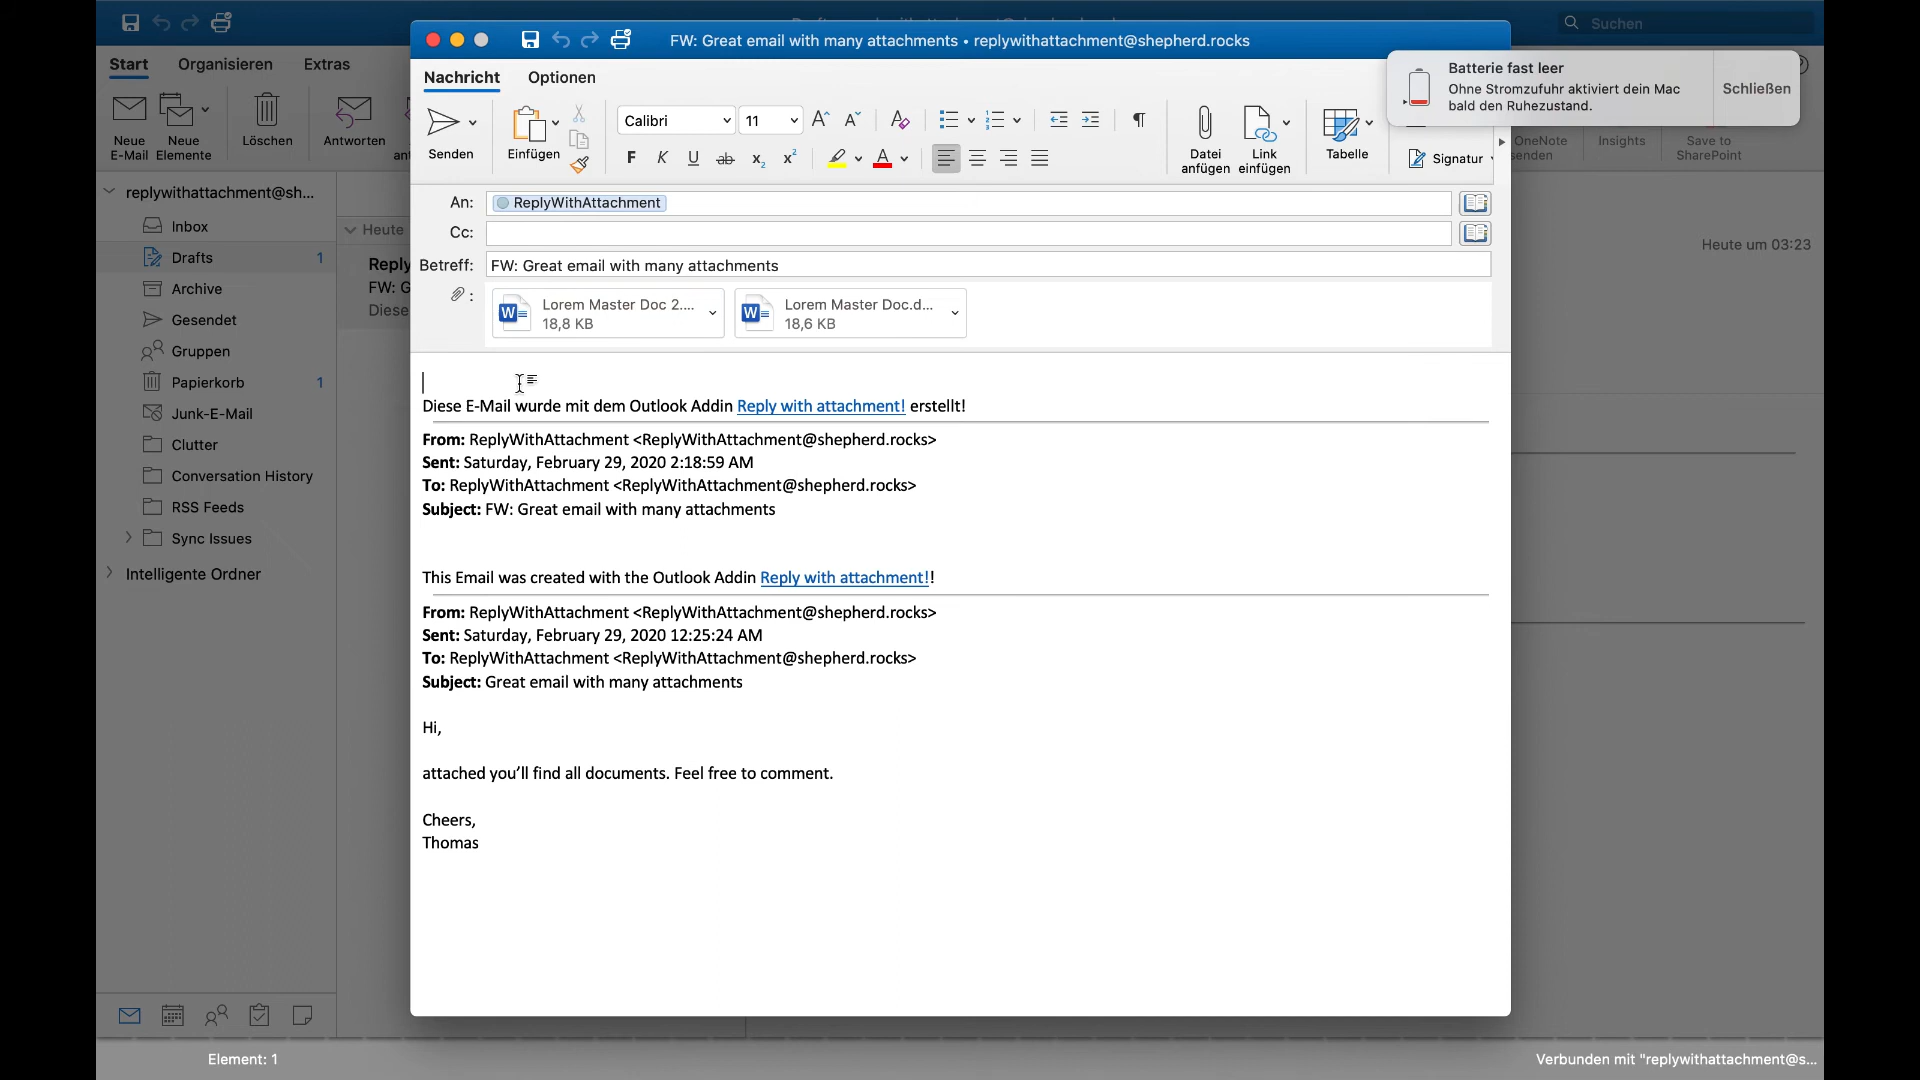 Suchen
FW: Great email with many attachments • replywithattachment@shepherd.rocks
Start
Organisieren
Extras
Nachricht
Optionen
Batterie fast leer
Ohne Stromzufuhr aktiviert dein Mac
bald den Ruhezustand.
Schließen
Neue
E-Mail
Neue
Elemente
Löschen
Antworten
Senden
Einfügen
Calibri
11
F K U ab x₂ x²
A
Datei
anfügen
Link
einfügen
Tabelle
Signatur
OneNote
senden
Insights
Save to
SharePoint
replywithattachment@sh...
Inbox
Drafts 1
Archive
Gesendet
Gruppen
Papierkorb 1
Junk-E-Mail
Clutter
Conversation History
RSS Feeds
Sync Issues
Intelligente Ordner
Heute
Reply
FW: G
Diese
Heute um 03:23
An: ReplyWithAttachment
Cc:
Betreff: FW: Great email with many attachments
Lorem Master Doc 2....
18,8 KB
Lorem Master Doc.d...
18,6 KB
Diese E-Mail wurde mit dem Outlook Addin Reply with attachment! erstellt!
From: ReplyWithAttachment <ReplyWithAttachment@shepherd.rocks>
Sent: Saturday, February 29, 2020 2:18:59 AM
To: ReplyWithAttachment <ReplyWithAttachment@shepherd.rocks>
Subject: FW: Great email with many attachments
This Email was created with the Outlook Addin Reply with attachment!!
From: ReplyWithAttachment <ReplyWithAttachment@shepherd.rocks>
Sent: Saturday, February 29, 2020 12:25:24 AM
To: ReplyWithAttachment <ReplyWithAttachment@shepherd.rocks>
Subject: Great email with many attachments
Hi,
attached you'll find all documents. Feel free to comment.
Cheers,
Thomas
Element: 1
Verbunden mit "replywithattachment@s...